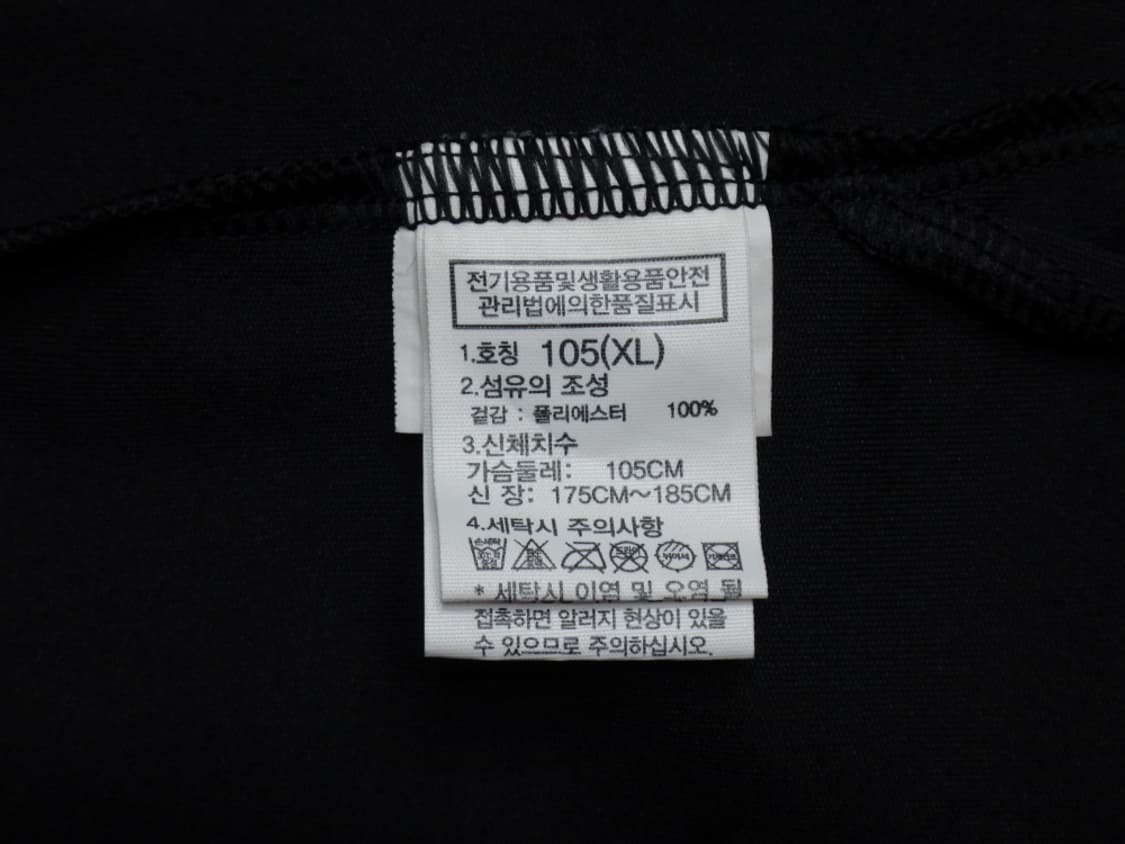 전기용품및생활용품안전
관리법에의한품질표시
1.호칭 105(XL)
2.섬유의 조성
겉감 : 폴리에스터 100%
3.신체치수
가슴둘레: 105CM
신 장: 175CM~185CM
4.세탁시 주의사항
드라이
* 세탁시 이염 및 오염 될
접촉하면 알러지 현상이 있을
수 있으므로 주의하십시오.